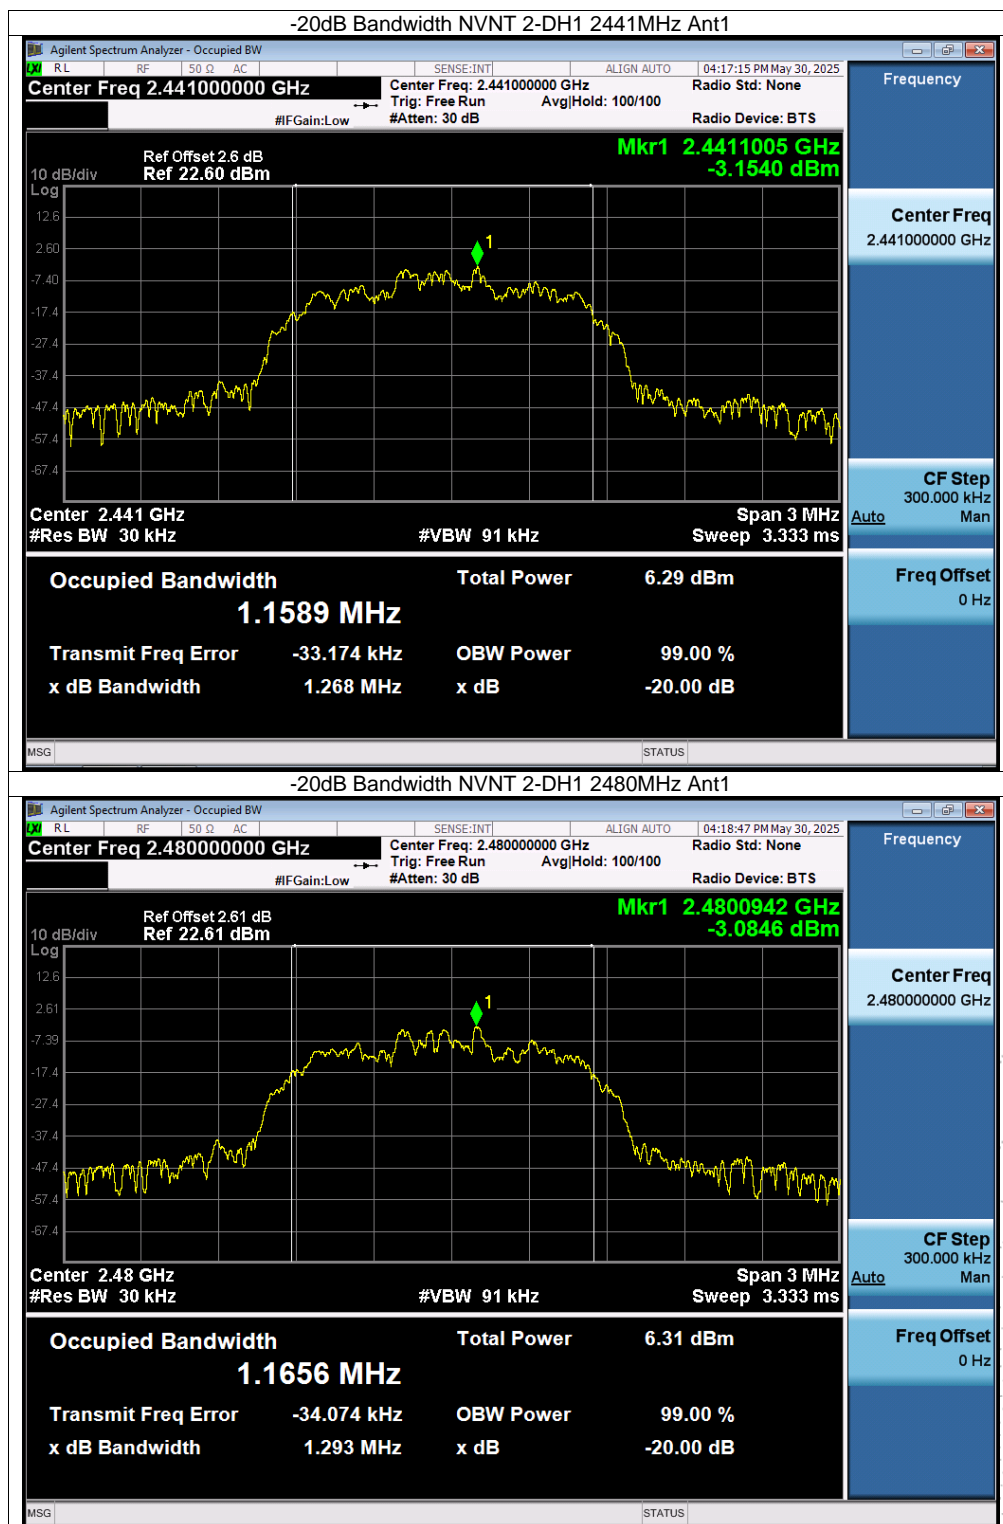 -20dB Bandwidth NVNT 2-DH1 2441MHz Ant1
Agilent Spectrum Analyzer - Occupied BW
LXI RL RF 50 Ω AC SENSE:INT ALIGN AUTO 04:17:15 PM May 30, 2025
Center Freq 2.441000000 GHz Center Freq: 2.441000000 GHz Radio Std: None
Trig: Free Run Avg|Hold: 100/100
#IFGain:Low #Atten: 30 dB Radio Device: BTS
Frequency
Mkr1 2.4411005 GHz
-3.1540 dBm
Ref Offset 2.6 dB
10 dB/div Ref 22.60 dBm
Log
12.6
2.60
-7.40
-17.4
-27.4
-37.4
-47.4
-57.4
-67.4
1
Center 2.441 GHz Span 3 MHz
#Res BW 30 kHz #VBW 91 kHz Sweep 3.333 ms
Center Freq
2.441000000 GHz
CF Step
300.000 kHz
Auto Man
Freq Offset
0 Hz
Occupied Bandwidth Total Power 6.29 dBm
1.1589 MHz
Transmit Freq Error -33.174 kHz OBW Power 99.00 %
x dB Bandwidth 1.268 MHz x dB -20.00 dB
MSG STATUS
-20dB Bandwidth NVNT 2-DH1 2480MHz Ant1
Agilent Spectrum Analyzer - Occupied BW
LXI RL RF 50 Ω AC SENSE:INT ALIGN AUTO 04:18:47 PM May 30, 2025
Center Freq 2.480000000 GHz Center Freq: 2.480000000 GHz Radio Std: None
Trig: Free Run Avg|Hold: 100/100
#IFGain:Low #Atten: 30 dB Radio Device: BTS
Frequency
Mkr1 2.4800942 GHz
-3.0846 dBm
Ref Offset 2.61 dB
10 dB/div Ref 22.61 dBm
Log
12.6
2.61
-7.39
-17.4
-27.4
-37.4
-47.4
-57.4
-67.4
1
Center 2.48 GHz Span 3 MHz
#Res BW 30 kHz #VBW 91 kHz Sweep 3.333 ms
Center Freq
2.480000000 GHz
CF Step
300.000 kHz
Auto Man
Freq Offset
0 Hz
Occupied Bandwidth Total Power 6.31 dBm
1.1656 MHz
Transmit Freq Error -34.074 kHz OBW Power 99.00 %
x dB Bandwidth 1.293 MHz x dB -20.00 dB
MSG STATUS